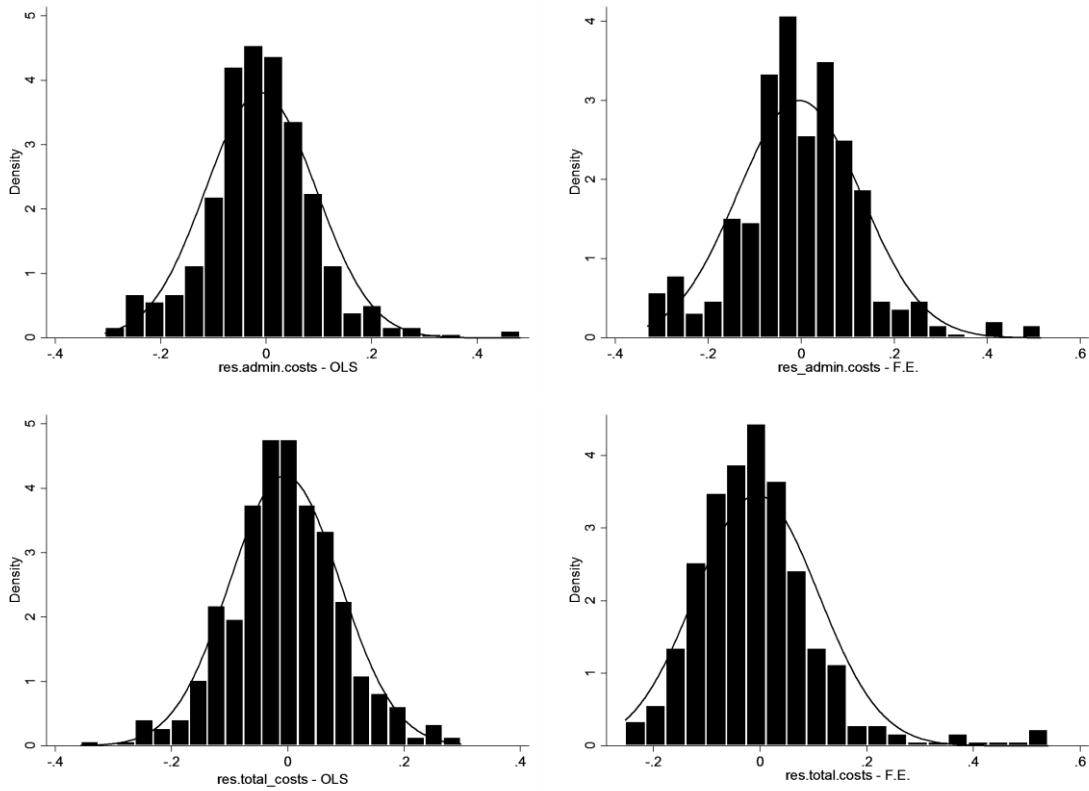 5
4
3
2
1
0
Density
-.4 -.2 0 .2 .4
res.admin.costs - OLS
4
3
2
1
0
Density
-.4 -.2 0 .2 .4 .6
res_admin.costs - F.E.
5
4
3
2
1
0
Density
-.4 -.2 0 .2 .4
res.total_costs - OLS
4
3
2
1
0
Density
-0.2 0 .2 .4 .6
res.total.costs - F.E.